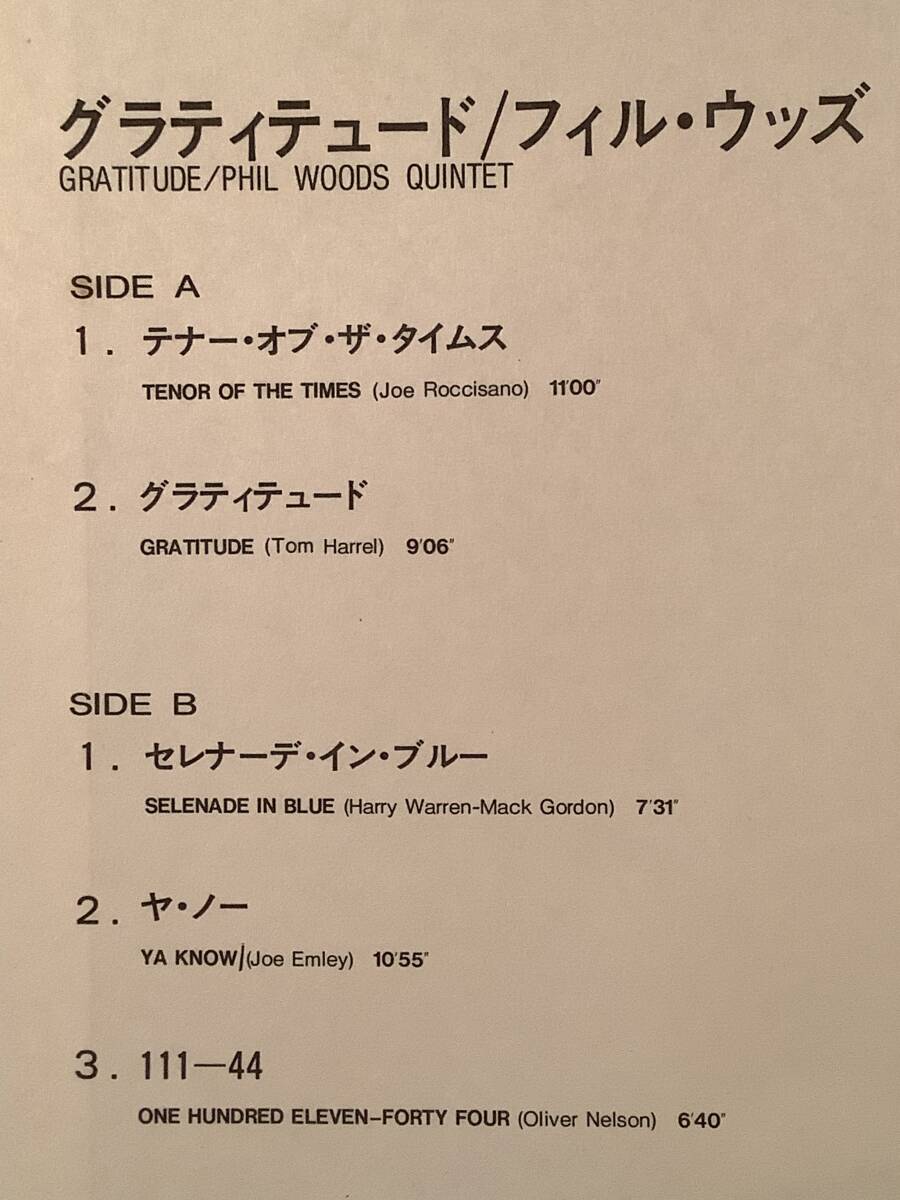 グラティテュード/フィル・ウッズ
GRATITUDE/PHIL WOODS QUINTET
SIDE A
1. テナー・オブ・ザ・タイムス
TENOR OF THE TIMES (Joe Roccisano) 11'00"
2. グラティテュード
GRATITUDE (Tom Harrel) 9'06"
SIDE B
1. セレナーデ・イン・ブルー
SELENADE IN BLUE (Harry Warren-Mack Gordon) 7'31"
2. ヤ・ノー
YA KNOW/(Joe Emley) 10'55"
3. 111—44
ONE HUNDRED ELEVEN–FORTY FOUR (Oliver Nelson) 6'40"